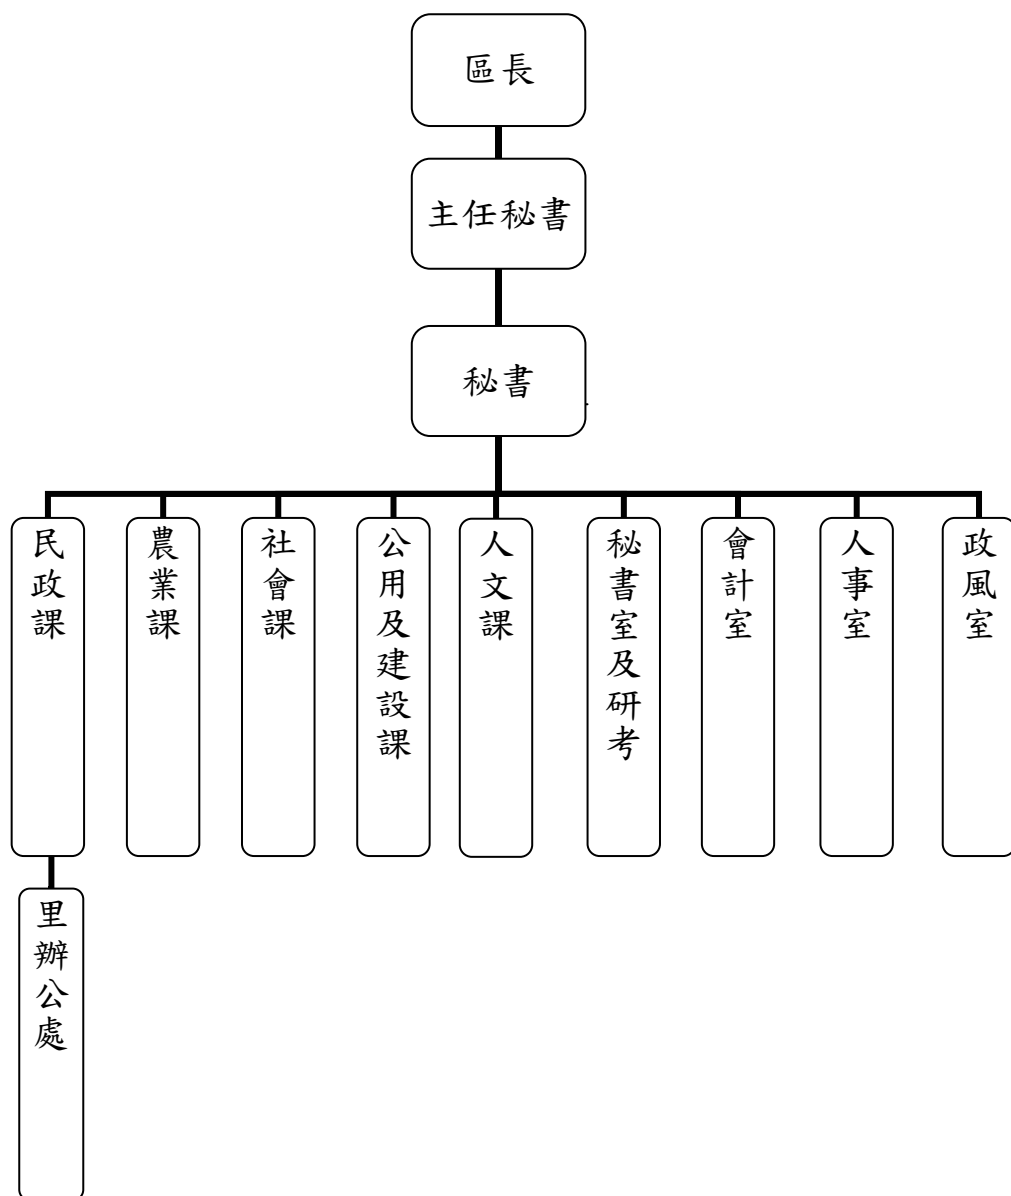 區長
主任秘書
秘書
民政課
農業課
社會課
公用及建設課
人文課
秘書室及研考
會計室
人事室
政風室
里辦公處